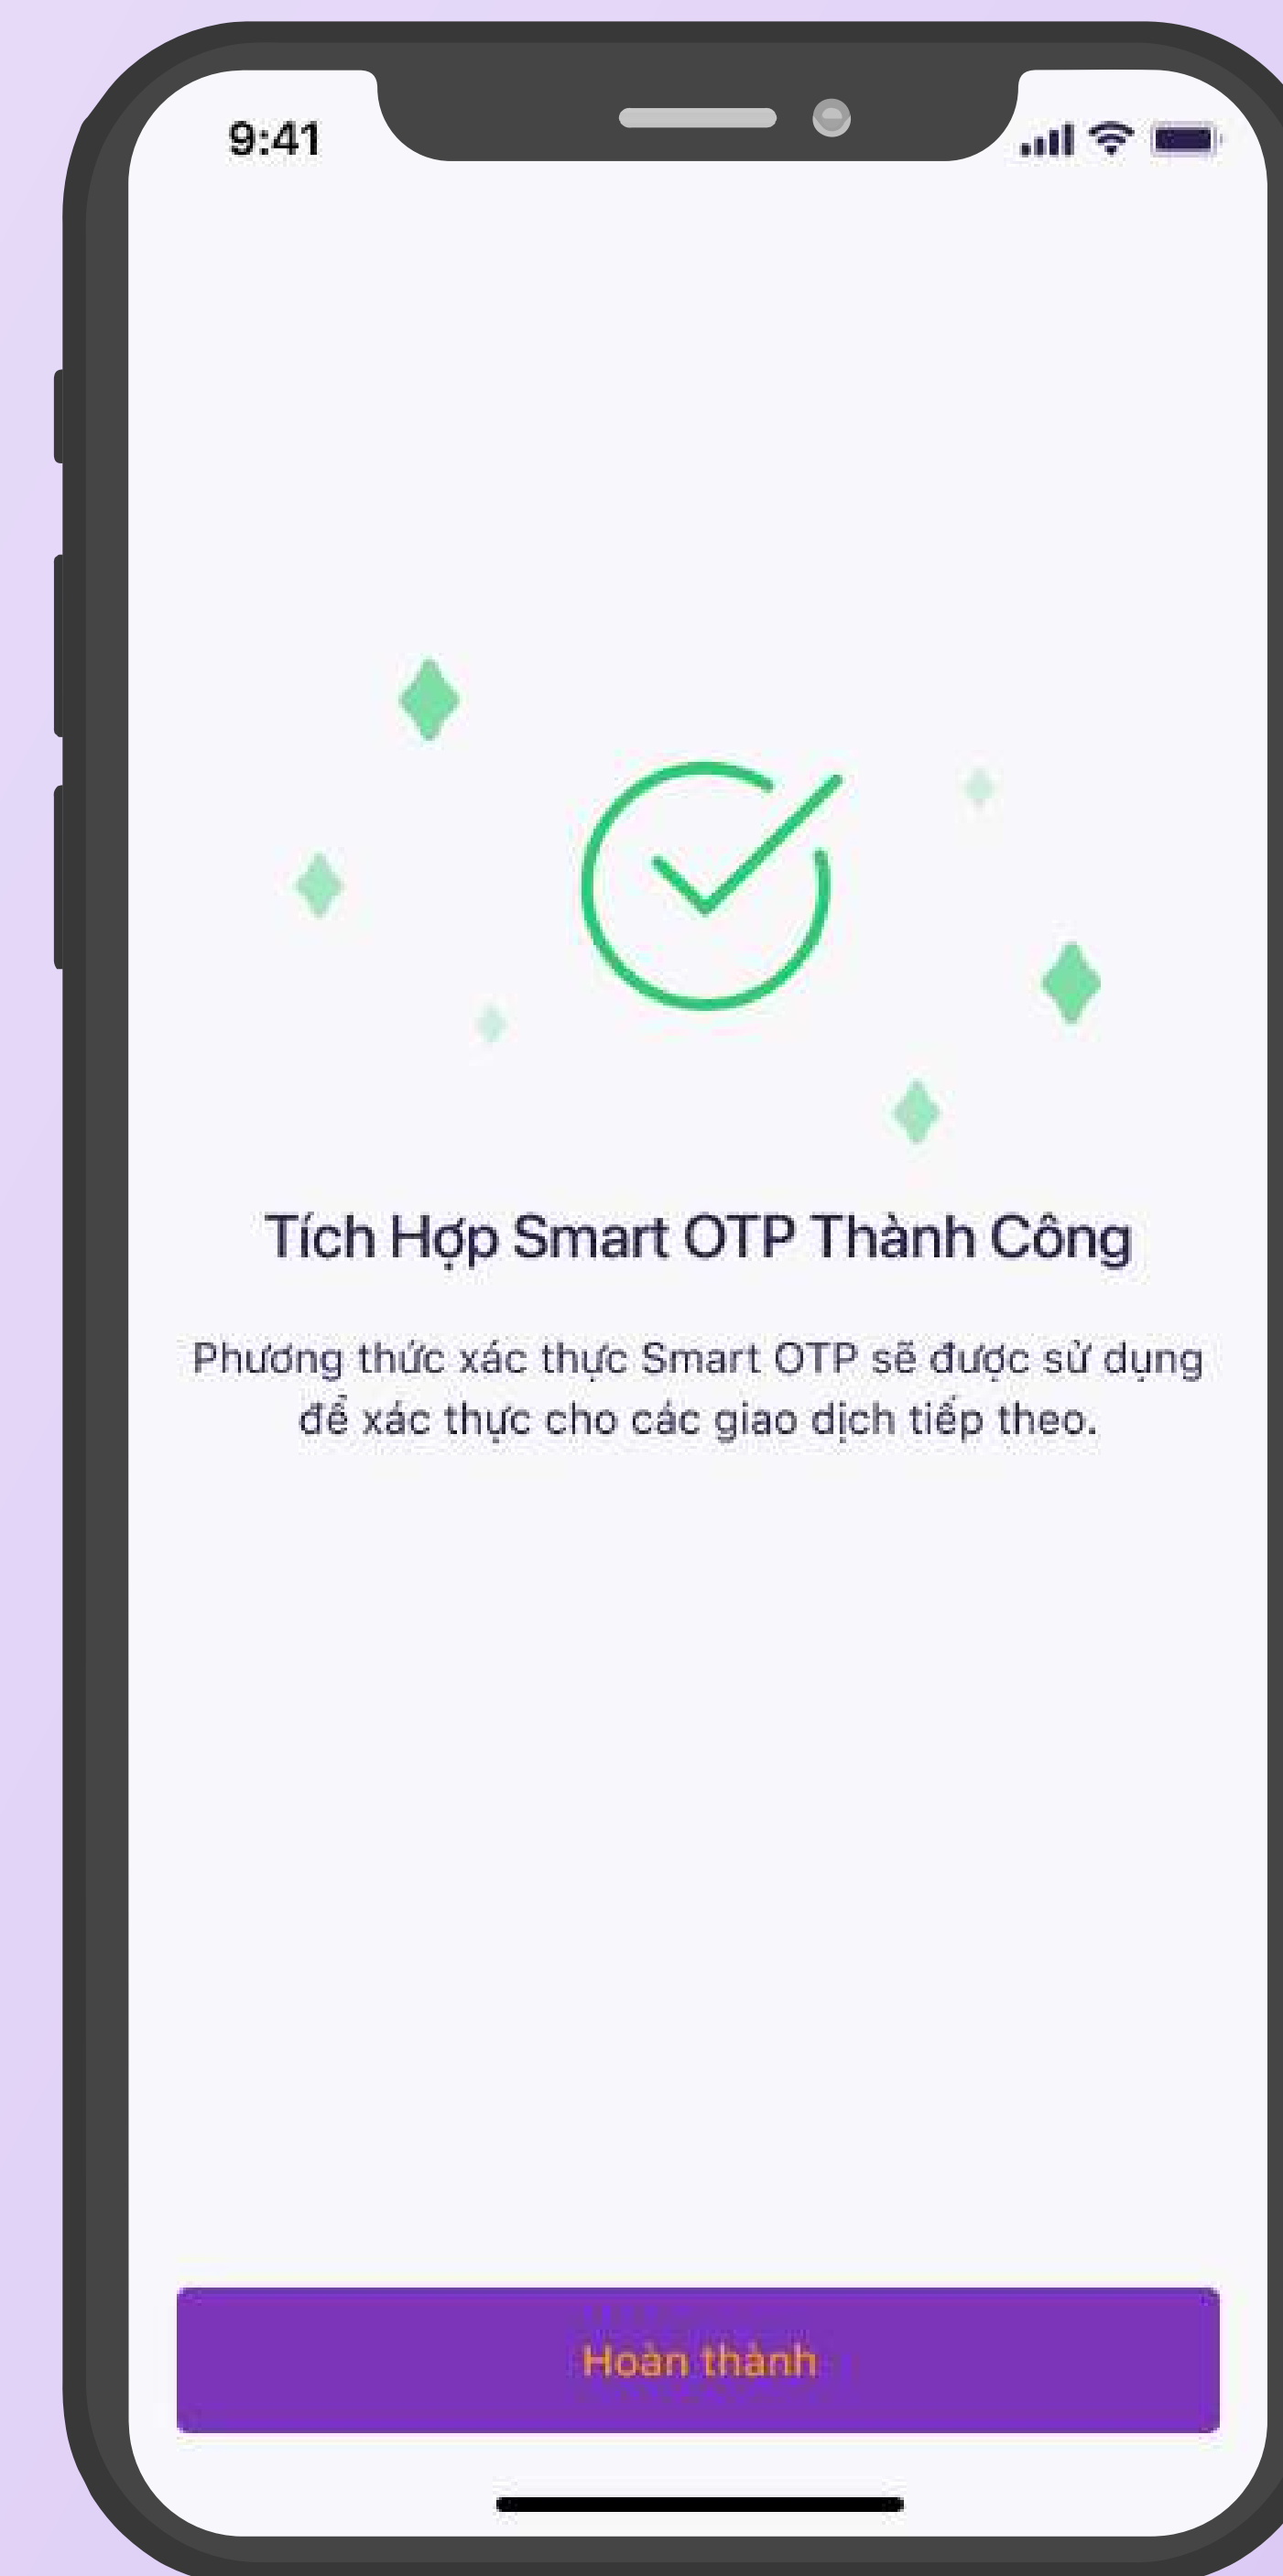 9:41
Tích Hợp Smart OTP Thành Công
Phương thức xác thực Smart OTP sẽ được sử dụng
để xác thực cho các giao dịch tiếp theo.
Hoàn thành